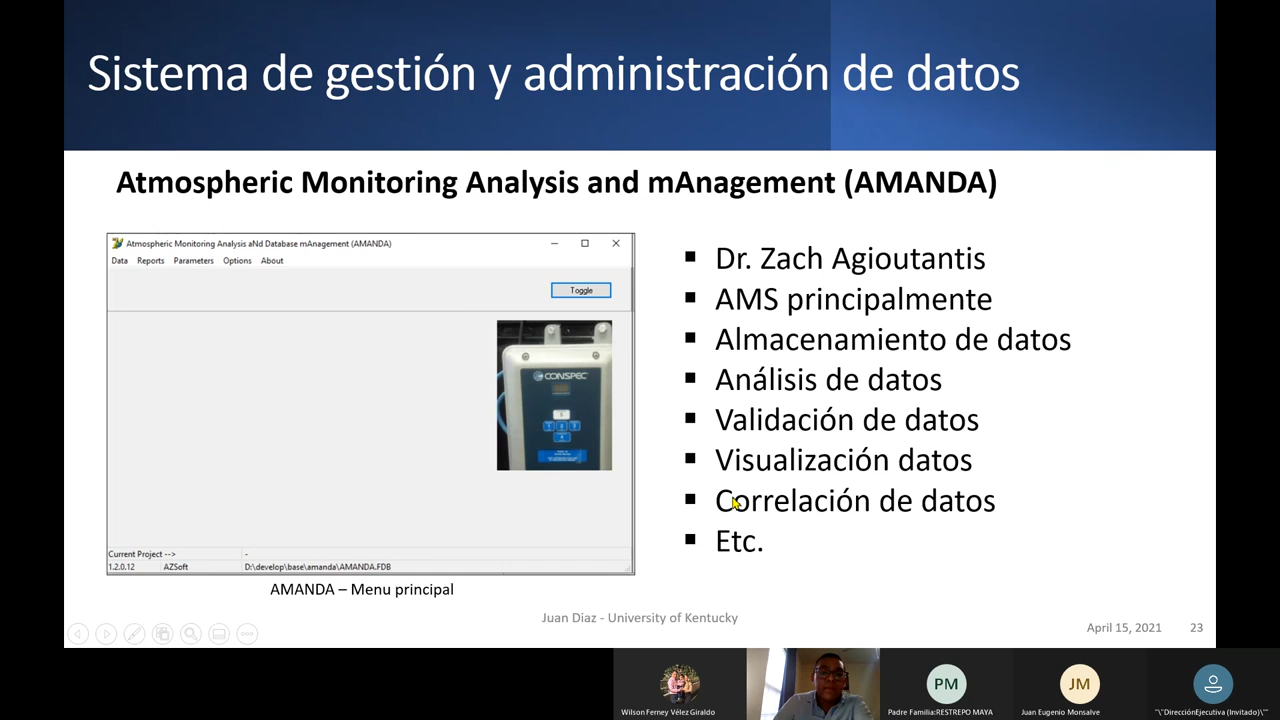 Sistema de gestión y administración de datos
Atmospheric Monitoring Analysis and mAnagement (AMANDA)
Atmospheric Monitoring Analysis aNd Database mAnagement (AMANDA)
Data Reports Parameters Options About
Toggle
CONSPEC
Current Project --> -
1.2.0.12 AZSoft D:\develop\base\amanda\AMANDA.FDB
AMANDA – Menu principal
▪ Dr. Zach Agioutantis
▪ AMS principalmente
▪ Almacenamiento de datos
▪ Análisis de datos
▪ Validación de datos
▪ Visualización datos
▪ Correlación de datos
▪ Etc.
Juan Diaz - University of Kentucky
April 15, 2021 23
Wilson Ferney Vélez Giraldo
PM
Padre Familia:RESTREPO MAYA
JM
Juan Eugenio Monsalve
"\"DirecciónEjecutiva (Invitado)\""